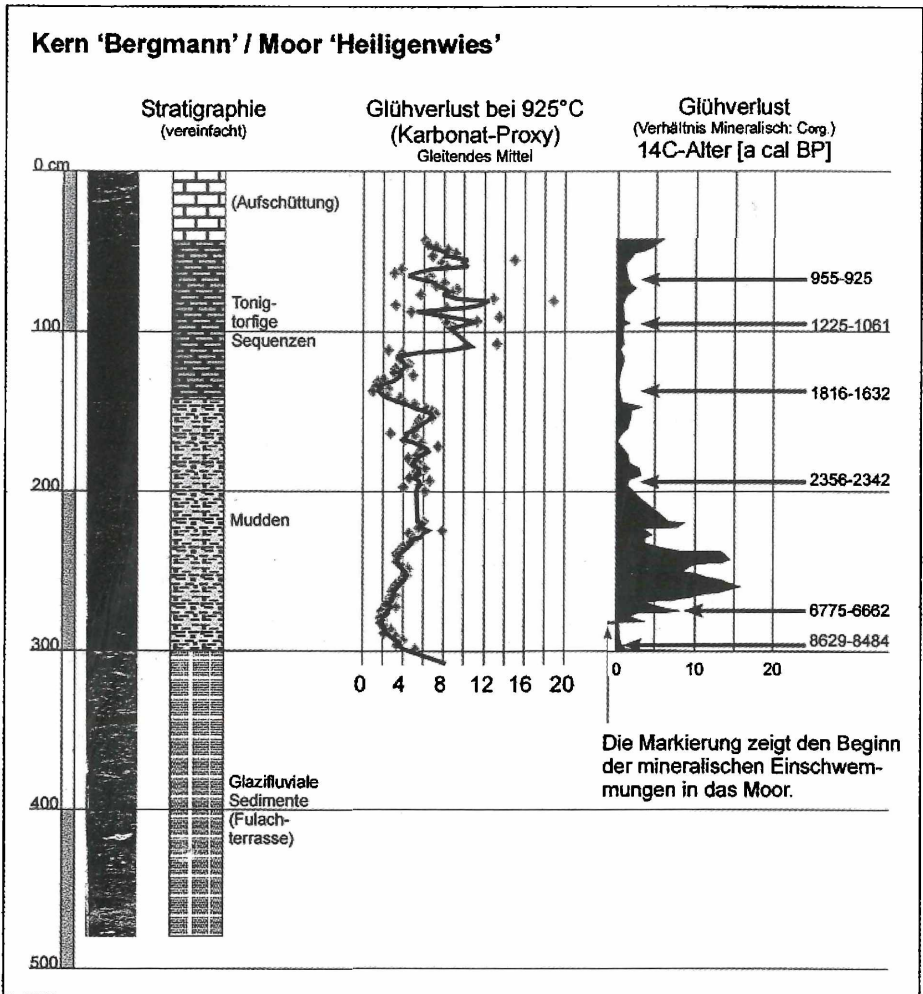 Kern 'Bergmann' / Moor 'Heiligenwies'
Stratigraphie
(vereinfacht)
Glühverlust bei 925°C
(Karbonat-Proxy)
Gleitendes Mittel
Glühverlust
(Verhältnis Mineralisch: Corg.)
14C-Alter [a cal BP]
0 cm
(Aufschüttung)
955-925
Tonig-
torfige
Sequenzen
100
1225-1061
1816-1632
2356-2342
200
Mudden
6775-6662
8629-8484
300
0 4 8 12 16 20
0 10 20
Die Markierung zeigt den Beginn
der mineralischen Einschwem-
mungen in das Moor.
Glazifluviale
Sedimente
(Fulach-
terrasse)
400
500